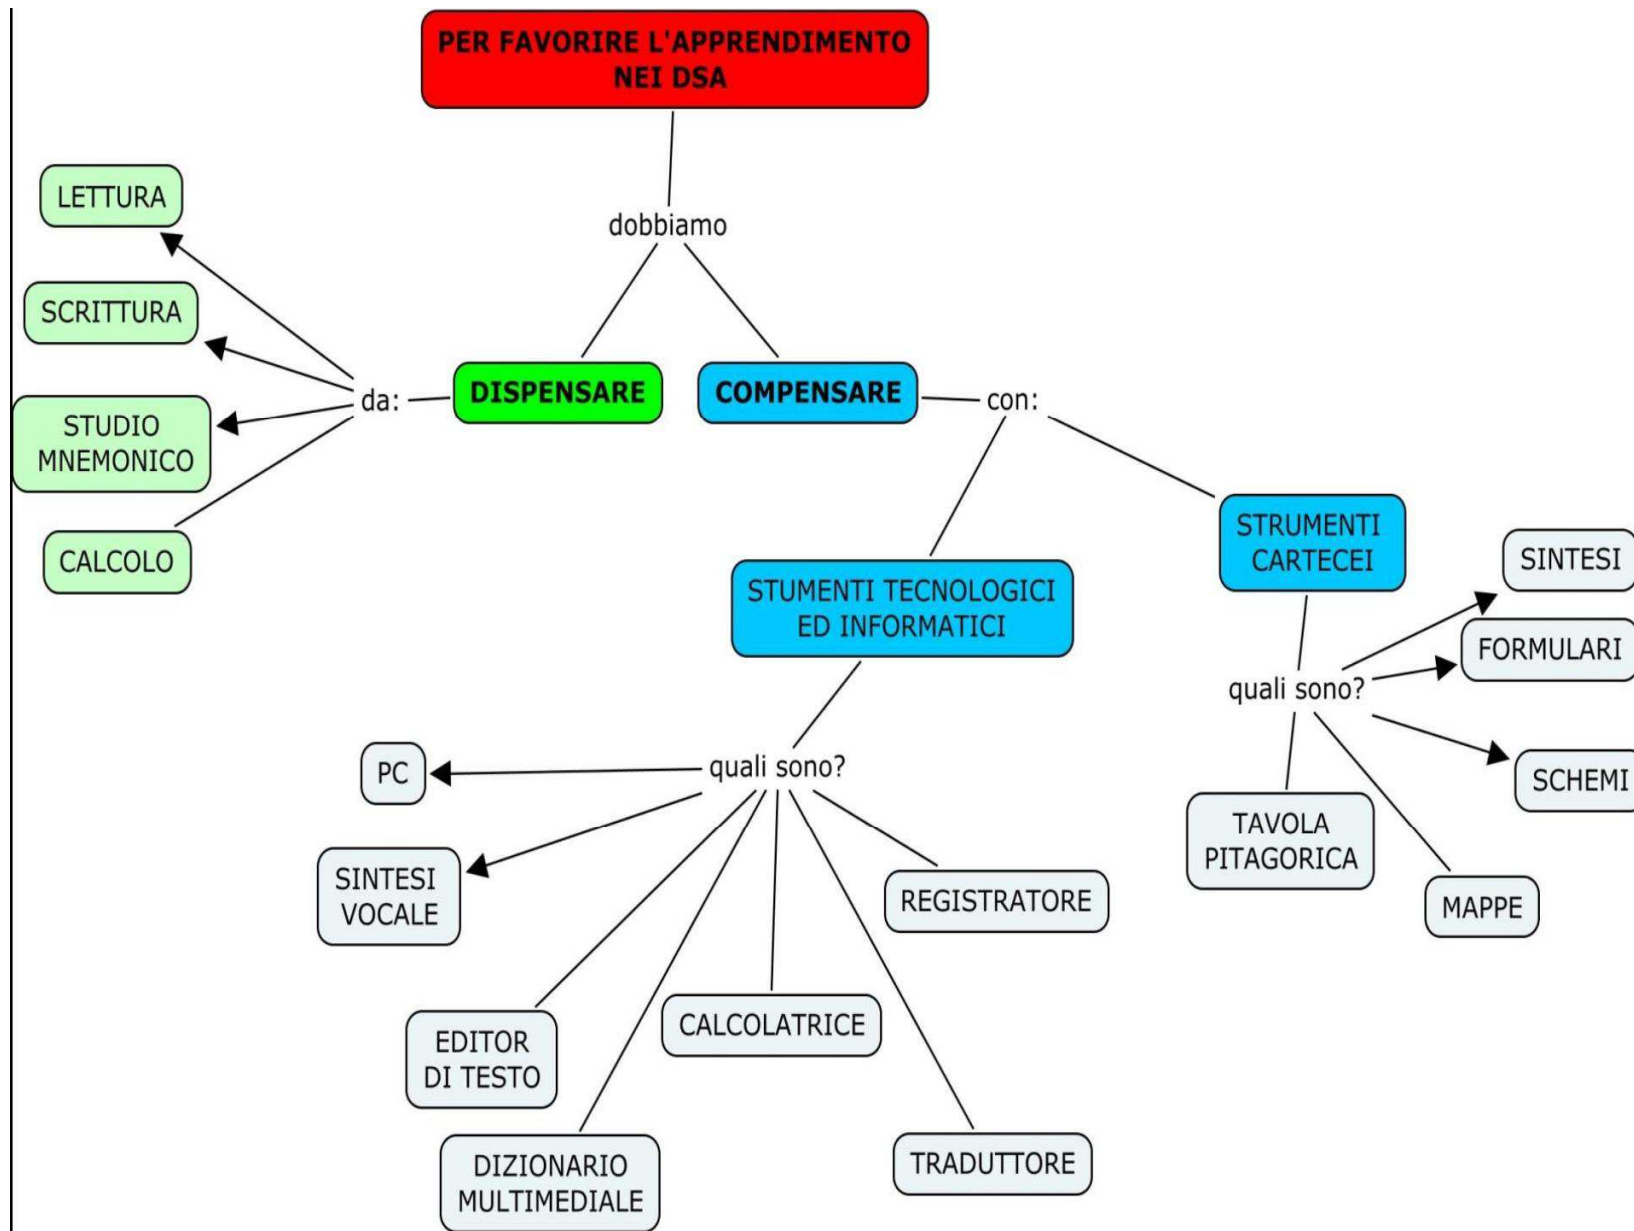 PER FAVORIRE L'APPRENDIMENTO
NEI DSA
dobbiamo
DISPENSARE
da:
LETTURA
SCRITTURA
STUDIO
MNEMONICO
CALCOLO
COMPENSARE
con:
STUMENTI TECNOLOGICI
ED INFORMATICI
quali sono?
PC
SINTESI
VOCALE
EDITOR
DI TESTO
DIZIONARIO
MULTIMEDIALE
CALCOLATRICE
TRADUTTORE
REGISTRATORE
STRUMENTI
CARTECEI
quali sono?
SINTESI
FORMULARI
SCHEMI
MAPPE
TAVOLA
PITAGORICA